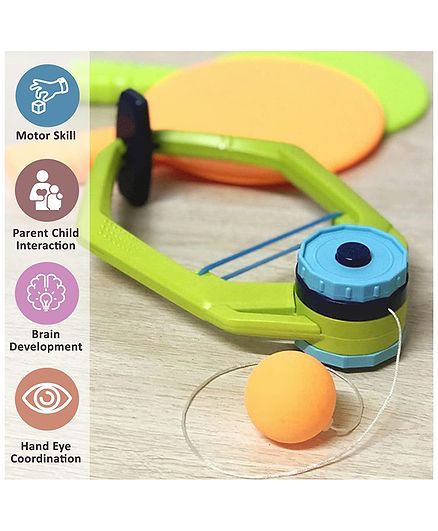 Motor Skill
Parent Child
Interaction
Brain
Development
Hand Eye
Coordination